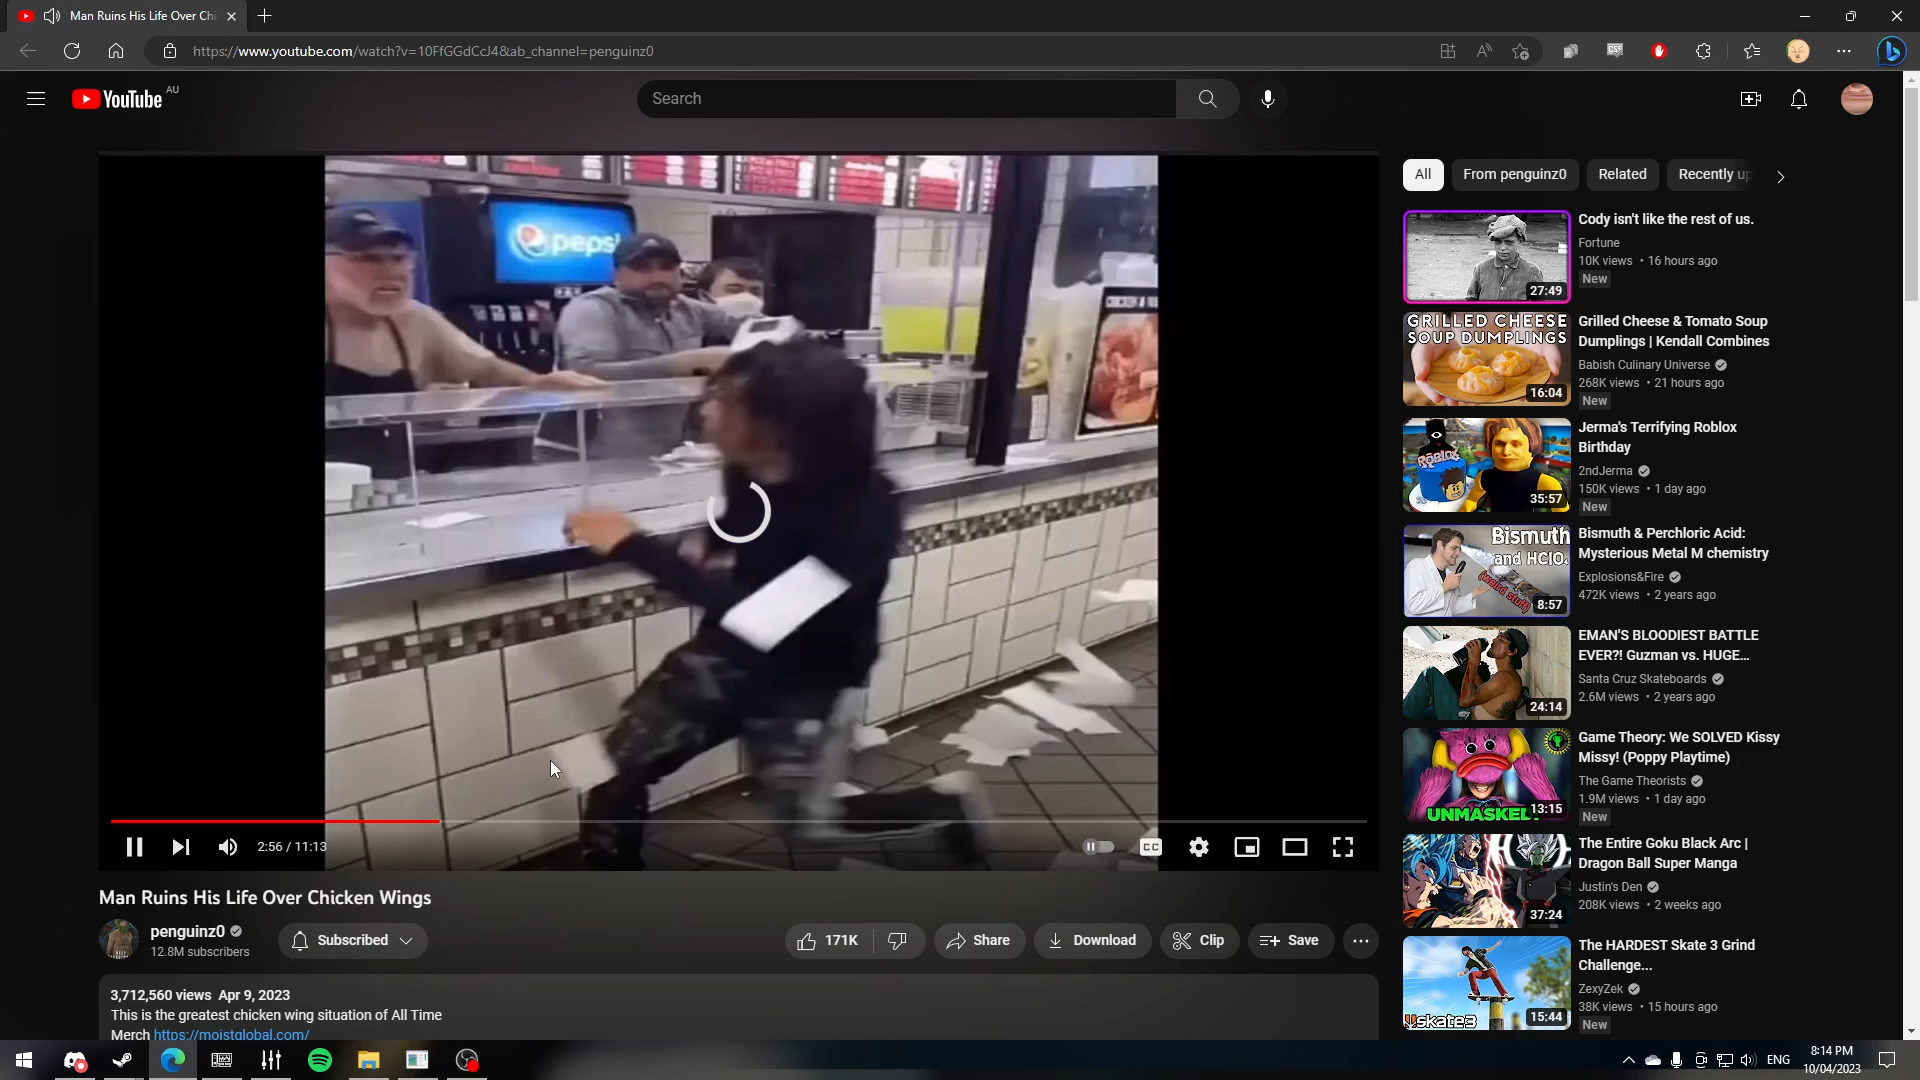 Man Ruins His Life Over Chi
https://www.youtube.com/watch?v=10FfGGdCcJ4&ab_channel=penguinz0
YouTube AU
Search
pepsi
2:56 / 11:13
CC
Man Ruins His Life Over Chicken Wings
penguinz0
12.8M subscribers
Subscribed
171K
Share
Download
Clip
Save
3,712,560 views Apr 9, 2023
This is the greatest chicken wing situation of All Time
Merch https://moistglobal.com/
All
From penguinz0
Related
Recently up
27:49
Cody isn't like the rest of us.
Fortune
10K views • 16 hours ago
New
GRILLED CHEESE
SOUP DUMPLINGS
16:04
Grilled Cheese & Tomato Soup
Dumplings | Kendall Combines
Babish Culinary Universe
268K views • 21 hours ago
New
ROBLOX
35:57
Jerma's Terrifying Roblox
Birthday
2ndJerma
150K views • 1 day ago
New
Bismuth
and HClO4
(weird stuff)
8:57
Bismuth & Perchloric Acid:
Mysterious Metal M chemistry
Explosions&Fire
472K views • 2 years ago
24:14
EMAN'S BLOODIEST BATTLE
EVER?! Guzman vs. HUGE...
Santa Cruz Skateboards
2.6M views • 2 years ago
UNMASKED!
13:15
Game Theory: We SOLVED Kissy
Missy! (Poppy Playtime)
The Game Theorists
1.9M views • 1 day ago
New
37:24
The Entire Goku Black Arc |
Dragon Ball Super Manga
Justin's Den
208K views • 2 weeks ago
skate3
15:44
The HARDEST Skate 3 Grind
Challenge...
ZexyZek
38K views • 15 hours ago
New
ENG
8:14 PM
10/04/2023